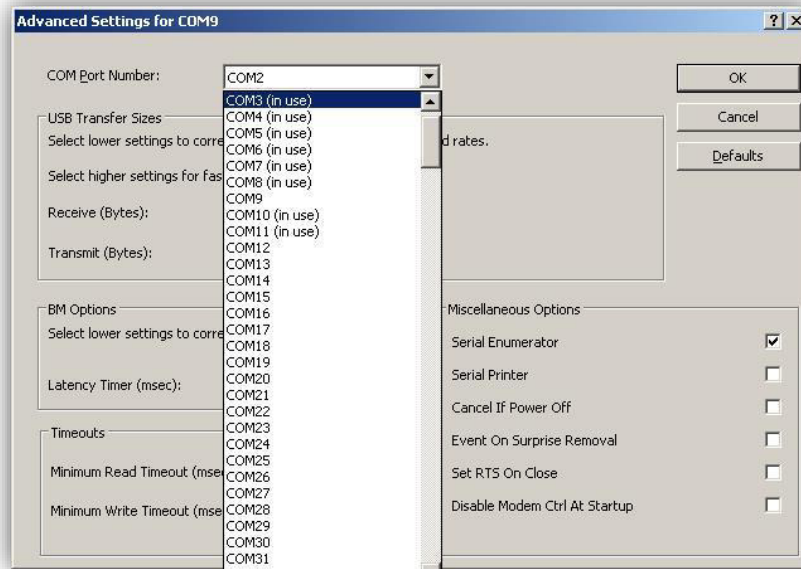 Advanced Settings for COM9
COM Port Number:
COM2
OK
Cancel
Defaults
COM3 (in use)
COM4 (in use)
COM5 (in use)
COM6 (in use)
COM7 (in use)
COM8 (in use)
COM9
COM10 (in use)
COM11 (in use)
COM12
COM13
COM14
COM15
COM16
COM17
COM18
COM19
COM20
COM21
COM22
COM23
COM24
COM25
COM26
COM27
COM28
COM29
COM30
COM31
USB Transfer Sizes
Select lower settings to corre d rates.
Select higher settings for fas
Receive (Bytes):
Transmit (Bytes):
BM Options
Select lower settings to corre
Latency Timer (msec):
Timeouts
Minimum Read Timeout (msec
Minimum Write Timeout (mse
Miscellaneous Options
Serial Enumerator
Serial Printer
Cancel If Power Off
Event On Surprise Removal
Set RTS On Close
Disable Modem Ctrl At Startup